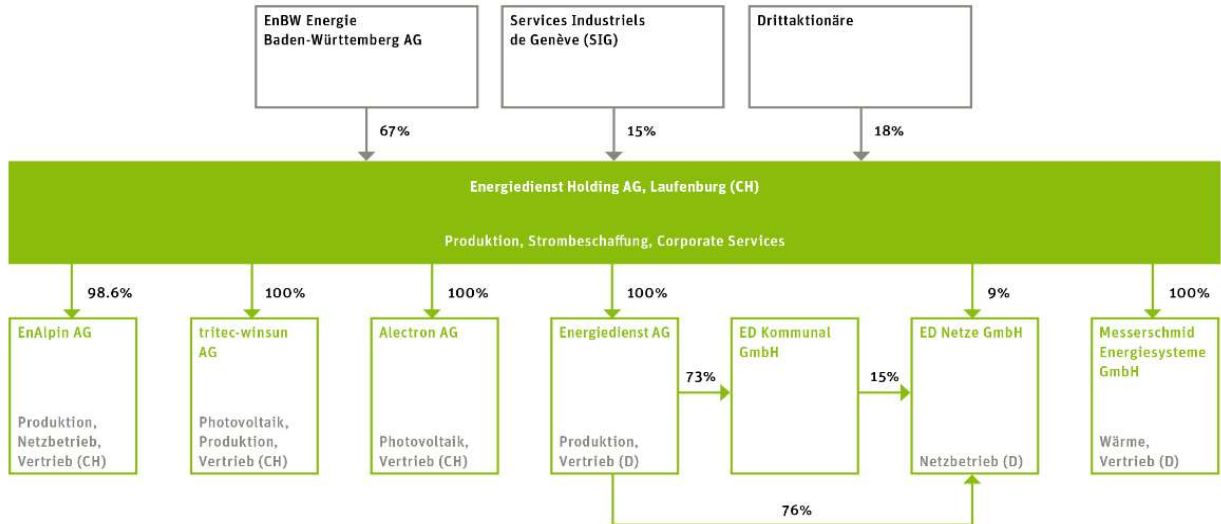 EnBW Energie
Baden-Württemberg AG
Services Industriels
de Genève (SIG)
Drittaktionäre
67%
15%
18%
Energiedienst Holding AG, Laufenburg (CH)
Produktion, Strombeschaffung, Corporate Services
98.6%
100%
100%
100%
9%
100%
EnAlpin AG
Produktion,
Netzbetrieb,
Vertrieb (CH)
tritec-winsun
AG
Photovoltaik,
Produktion,
Vertrieb (CH)
Alectron AG
Photovoltaik,
Vertrieb (CH)
Energiedienst AG
Produktion,
Vertrieb (D)
73%
ED Kommunal
GmbH
15%
ED Netze GmbH
Netzbetrieb (D)
Messerschmid
Energiesysteme
GmbH
Wärme,
Vertrieb (D)
76%